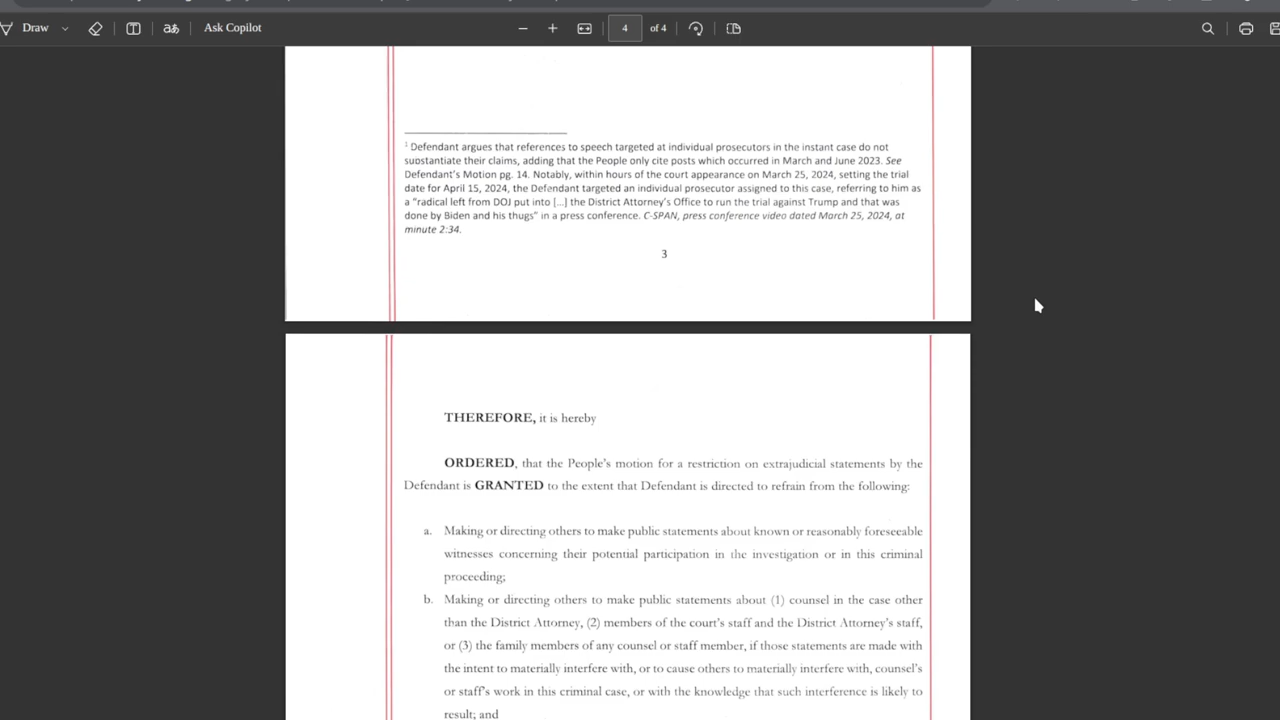 Draw
aあ
Ask Copilot
4
of 4
1 Defendant argues that references to speech targeted at individual prosecutors in the instant case do not
substantiate their claims, adding that the People only cite posts which occurred in March and June 2023. See
Defendant's Motion pg. 14. Notably, within hours of the court appearance on March 25, 2024, setting the trial
date for April 15, 2024, the Defendant targeted an individual prosecutor assigned to this case, referring to him as
a "radical left from DOJ put into [...] the District Attorney's Office to run the trial against Trump and that was
done by Biden and his thugs" in a press conference. C-SPAN, press conference video dated March 25, 2024, at
minute 2:34.
3
THEREFORE, it is hereby
ORDERED, that the People's motion for a restriction on extrajudicial statements by the
Defendant is GRANTED to the extent that Defendant is directed to refrain from the following:
a. Making or directing others to make public statements about known or reasonably foreseeable
witnesses concerning their potential participation in the investigation or in this criminal
proceeding;
b. Making or directing others to make public statements about (1) counsel in the case other
than the District Attorney, (2) members of the court's staff and the District Attorney's staff,
or (3) the family members of any counsel or staff member, if those statements are made with
the intent to materially interfere with, or to cause others to materially interfere with, counsel's
or staff's work in this criminal case, or with the knowledge that such interference is likely to
result; and